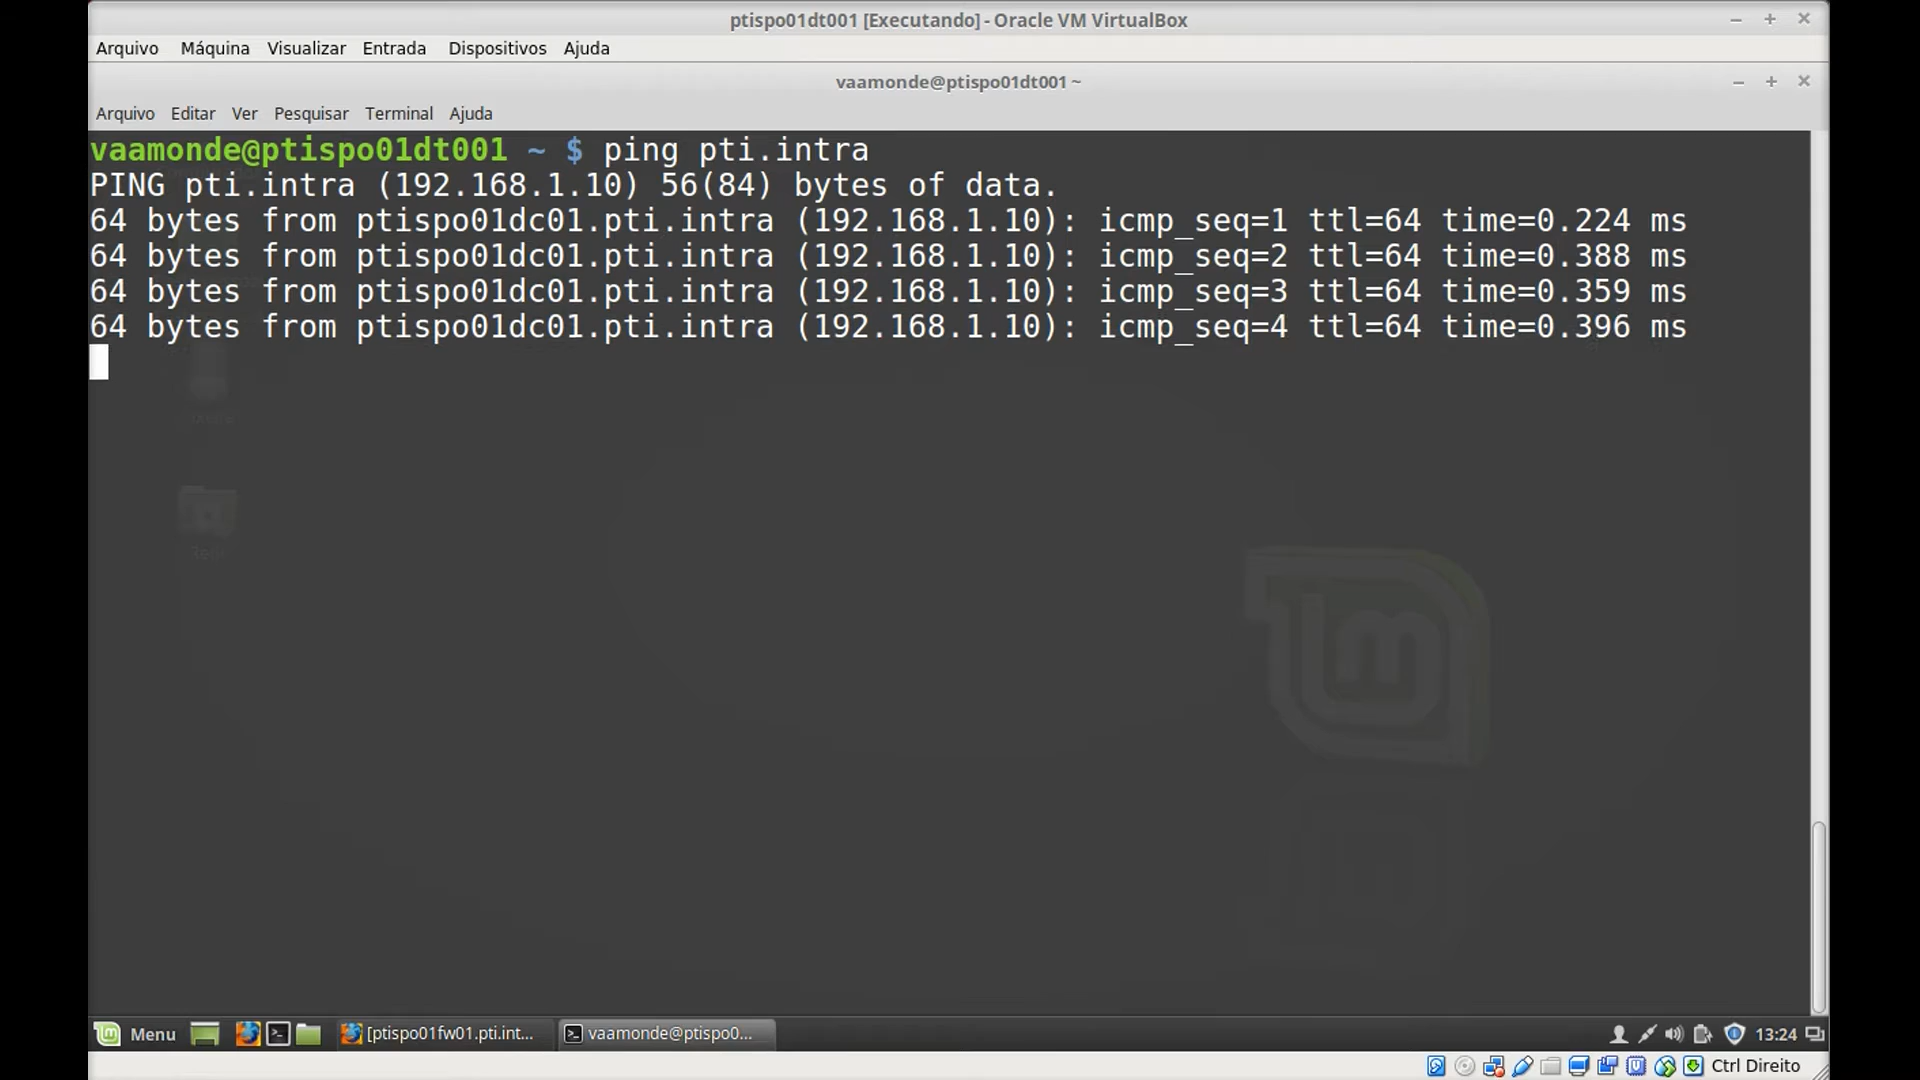 ptispo01dt001 [Executando] - Oracle VM VirtualBox
Arquivo Máquina Visualizar Entrada Dispositivos Ajuda
vaamonde@ptispo01dt001 ~
Arquivo Editar Ver Pesquisar Terminal Ajuda
vaamonde@ptispo01dt001 ~ $ ping pti.intra
PING pti.intra (192.168.1.10) 56(84) bytes of data.
64 bytes from ptispo01dc01.pti.intra (192.168.1.10): icmp_seq=1 ttl=64 time=0.224 ms
64 bytes from ptispo01dc01.pti.intra (192.168.1.10): icmp_seq=2 ttl=64 time=0.388 ms
64 bytes from ptispo01dc01.pti.intra (192.168.1.10): icmp_seq=3 ttl=64 time=0.359 ms
64 bytes from ptispo01dc01.pti.intra (192.168.1.10): icmp_seq=4 ttl=64 time=0.396 ms
Menu [ptispo01fw01.pti.int... vaamonde@ptispo0... 13:24
Ctrl Direito